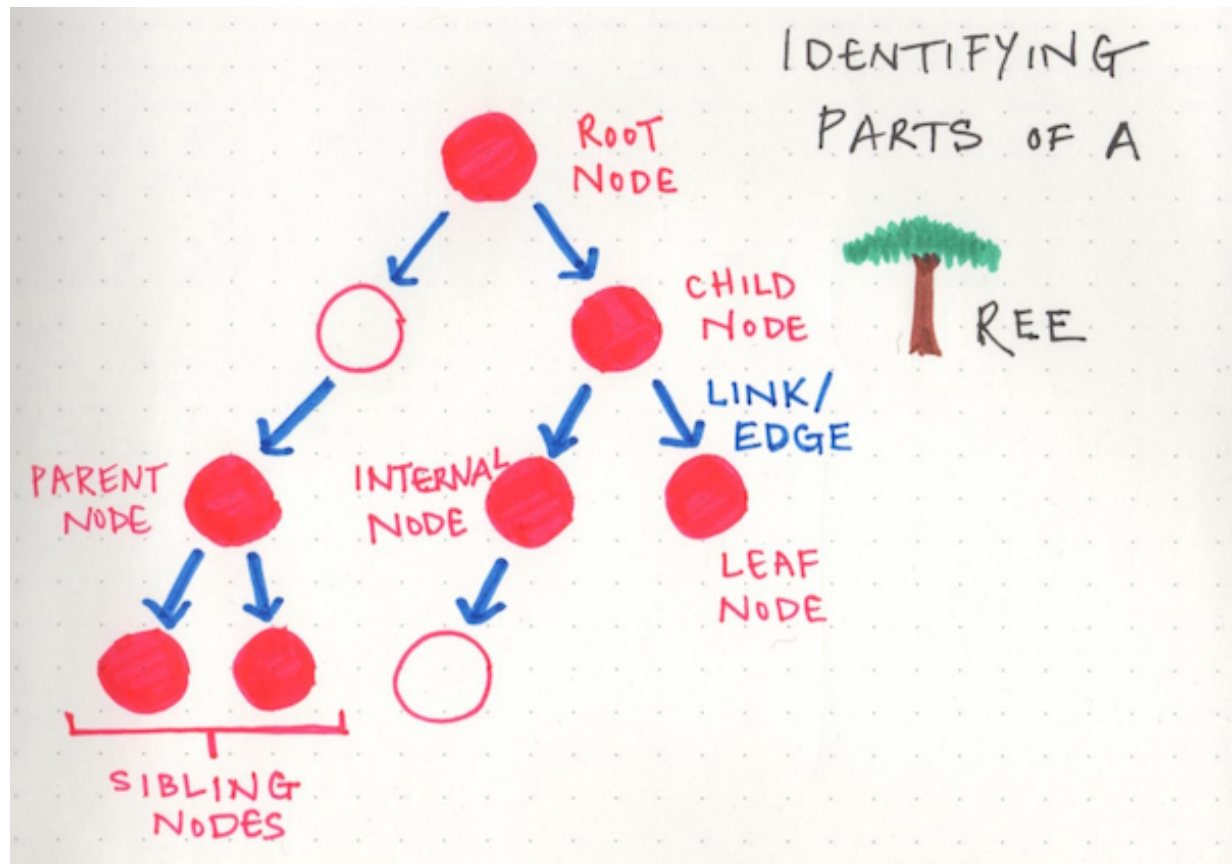 IDENTIFYING
PARTS OF A
REE
ROOT
NODE
CHILD
NODE
LINK/
EDGE
PARENT
NODE
INTERNAL
NODE
LEAF
NODE
SIBLING
NODES